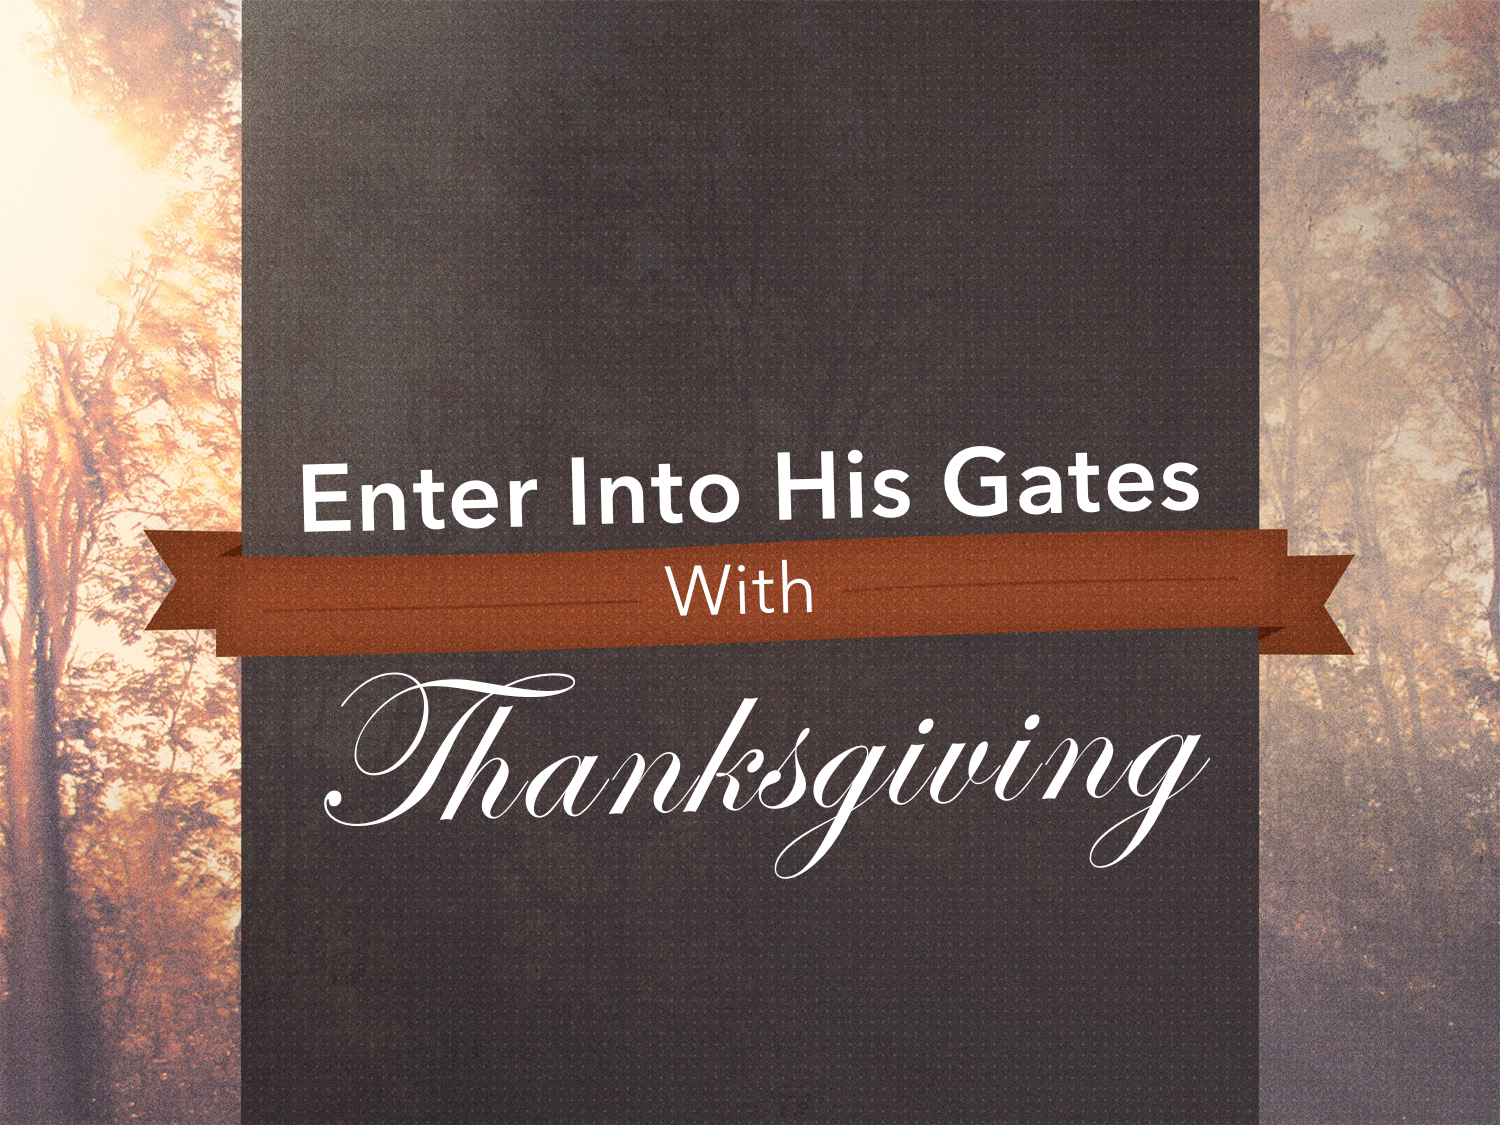 Enter Into His Gates
With
Thanksgiving